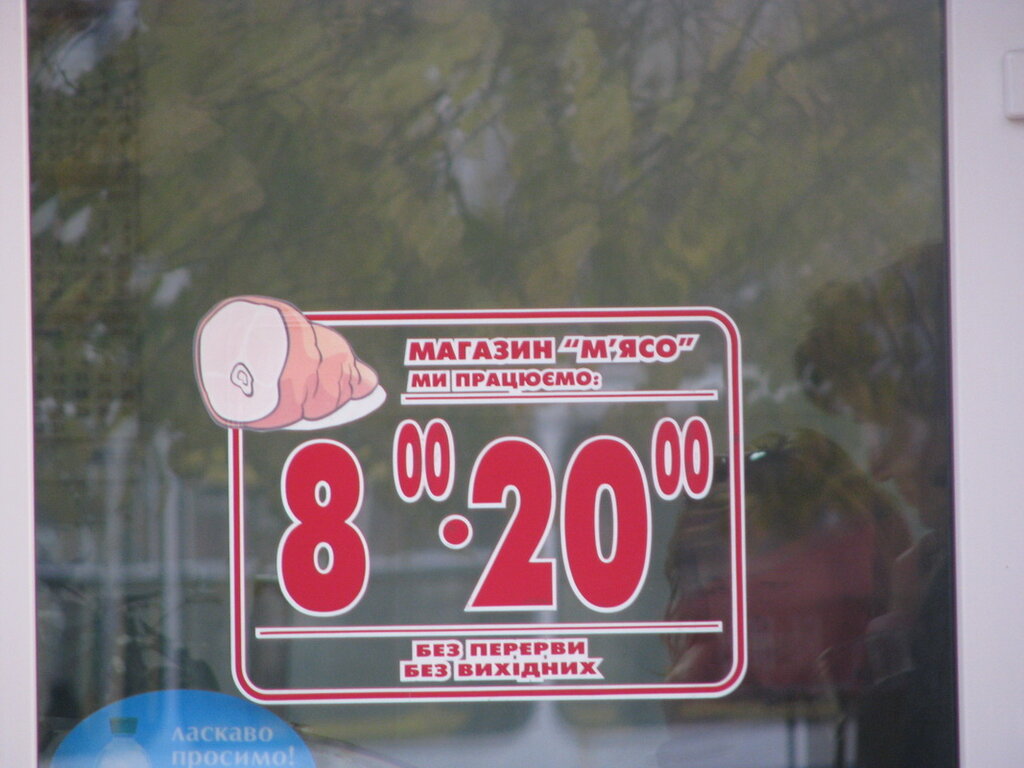 МАГАЗИН "М'ЯСО"
МИ ПРАЦЮЄМО:
8 00 • 20 00
БЕЗ ПЕРЕРВИ
БЕЗ ВИХІДНИХ
ласкаво
просимо!